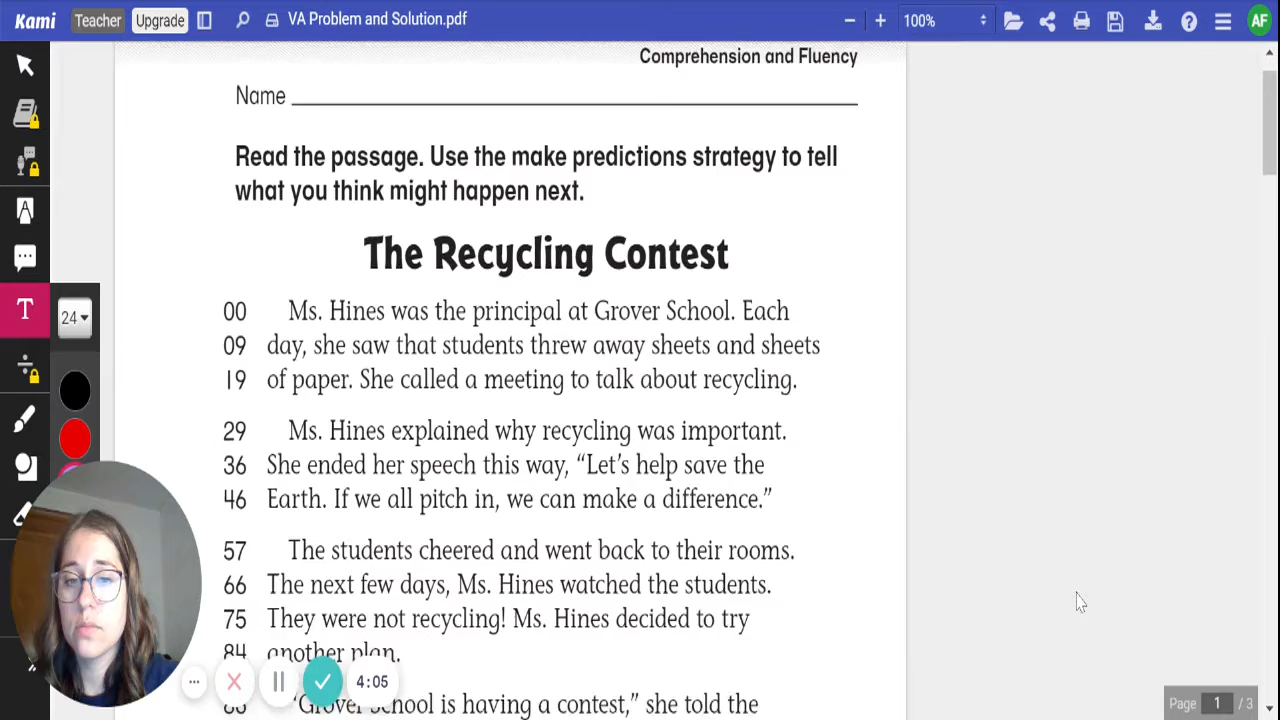 Kami Teacher Upgrade VA Problem and Solution.pdf 100% AF
Comprehension and Fluency
Name
Read the passage. Use the make predictions strategy to tell
what you think might happen next.
The Recycling Contest
24
00 Ms. Hines was the principal at Grover School. Each
09 day, she saw that students threw away sheets and sheets
19 of paper. She called a meeting to talk about recycling.
29 Ms. Hines explained why recycling was important.
36 She ended her speech this way, “Let’s help save the
46 Earth. If we all pitch in, we can make a difference.”
57 The students cheered and went back to their rooms.
66 The next few days, Ms. Hines watched the students.
75 They were not recycling! Ms. Hines decided to try
84 another plan.
4:05
“Grover School is having a contest,” she told the
Page 1 / 3